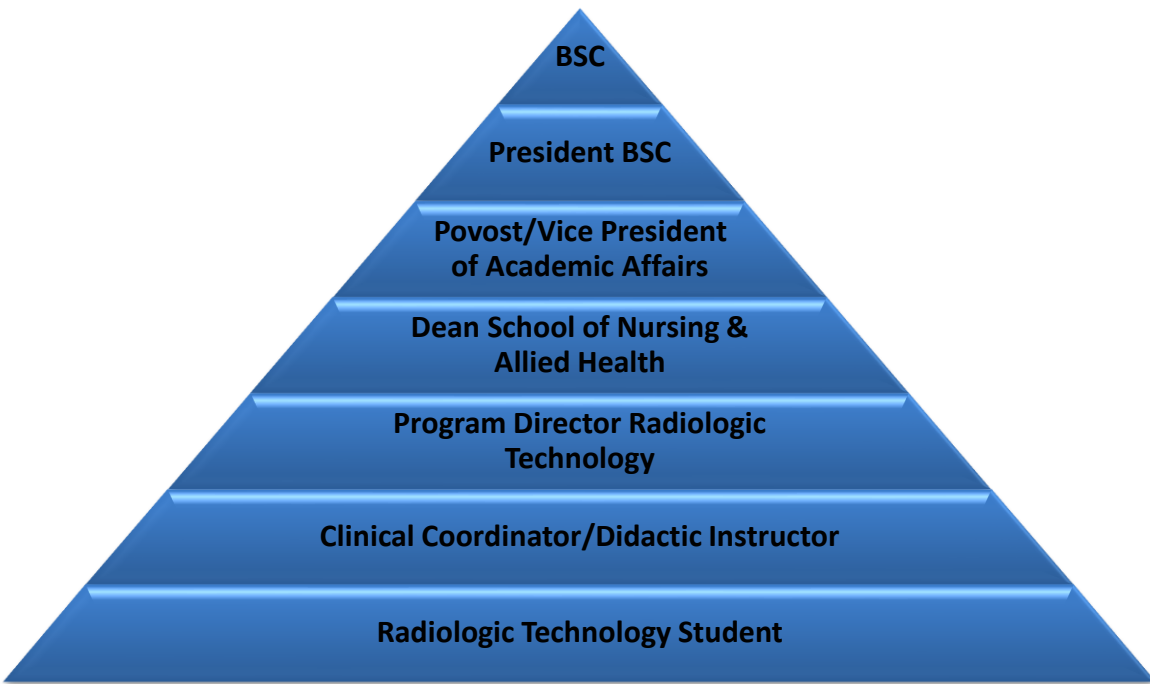 BSC
President BSC
Povost/Vice President
of Academic Affairs
Dean School of Nursing &
Allied Health
Program Director Radiologic
Technology
Clinical Coordinator/Didactic Instructor
Radiologic Technology Student